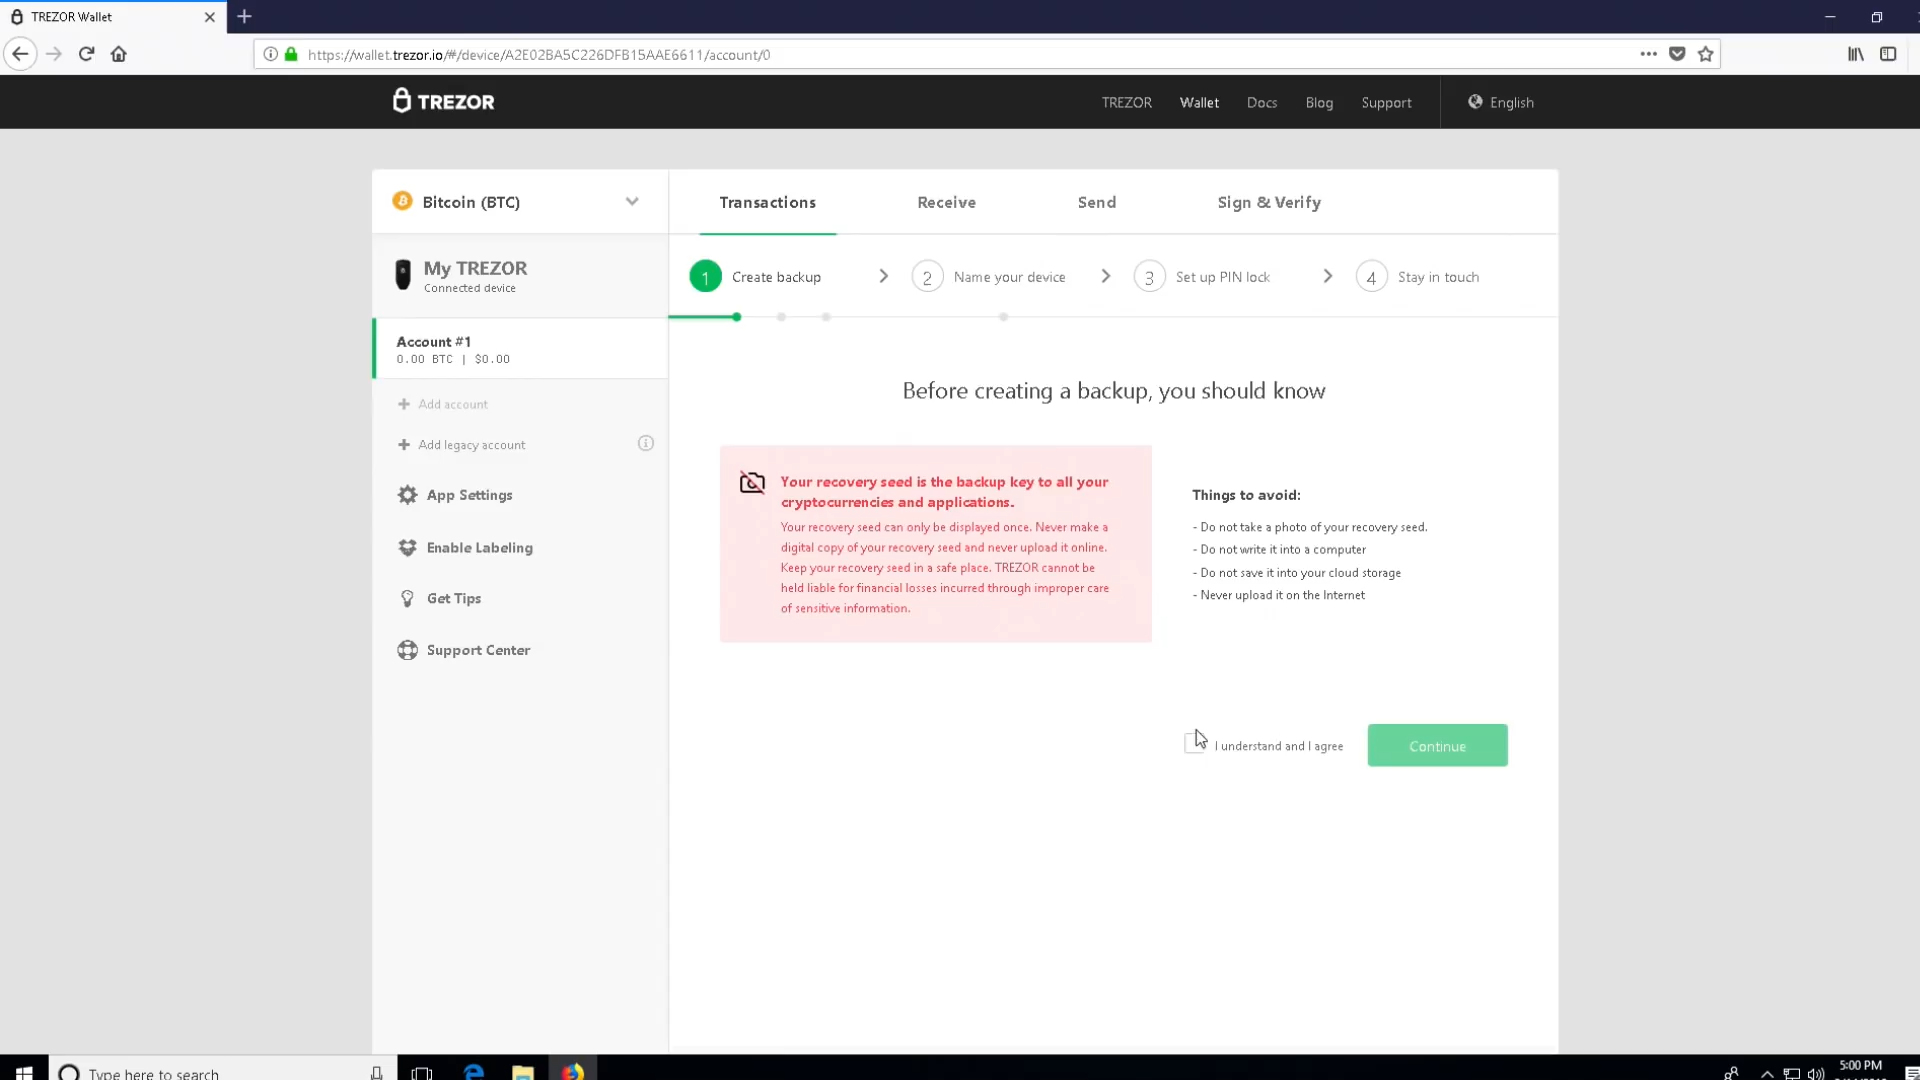 TREZOR Wallet
https://wallet.trezor.io/#/device/A2E02BA5C226DFB15AAE6611/account/0
TREZOR
TREZOR
Wallet
Docs
Blog
Support
English
Bitcoin (BTC)
Transactions
Receive
Send
Sign & Verify
My TREZOR
Connected device
1 Create backup
2 Name your device
3 Set up PIN lock
4 Stay in touch
Account #1
0.00 BTC | $0.00
Add account
Add legacy account
App Settings
Enable Labeling
Get Tips
Support Center
Before creating a backup, you should know
Your recovery seed is the backup key to all your
cryptocurrencies and applications.
Your recovery seed can only be displayed once. Never make a
digital copy of your recovery seed and never upload it online.
Keep your recovery seed in a safe place. TREZOR cannot be
held liable for financial losses incurred through improper care
of sensitive information.
Things to avoid:
- Do not take a photo of your recovery seed.
- Do not write it into a computer
- Do not save it into your cloud storage
- Never upload it on the Internet
I understand and I agree
Continue
Type here to search
5:00 PM